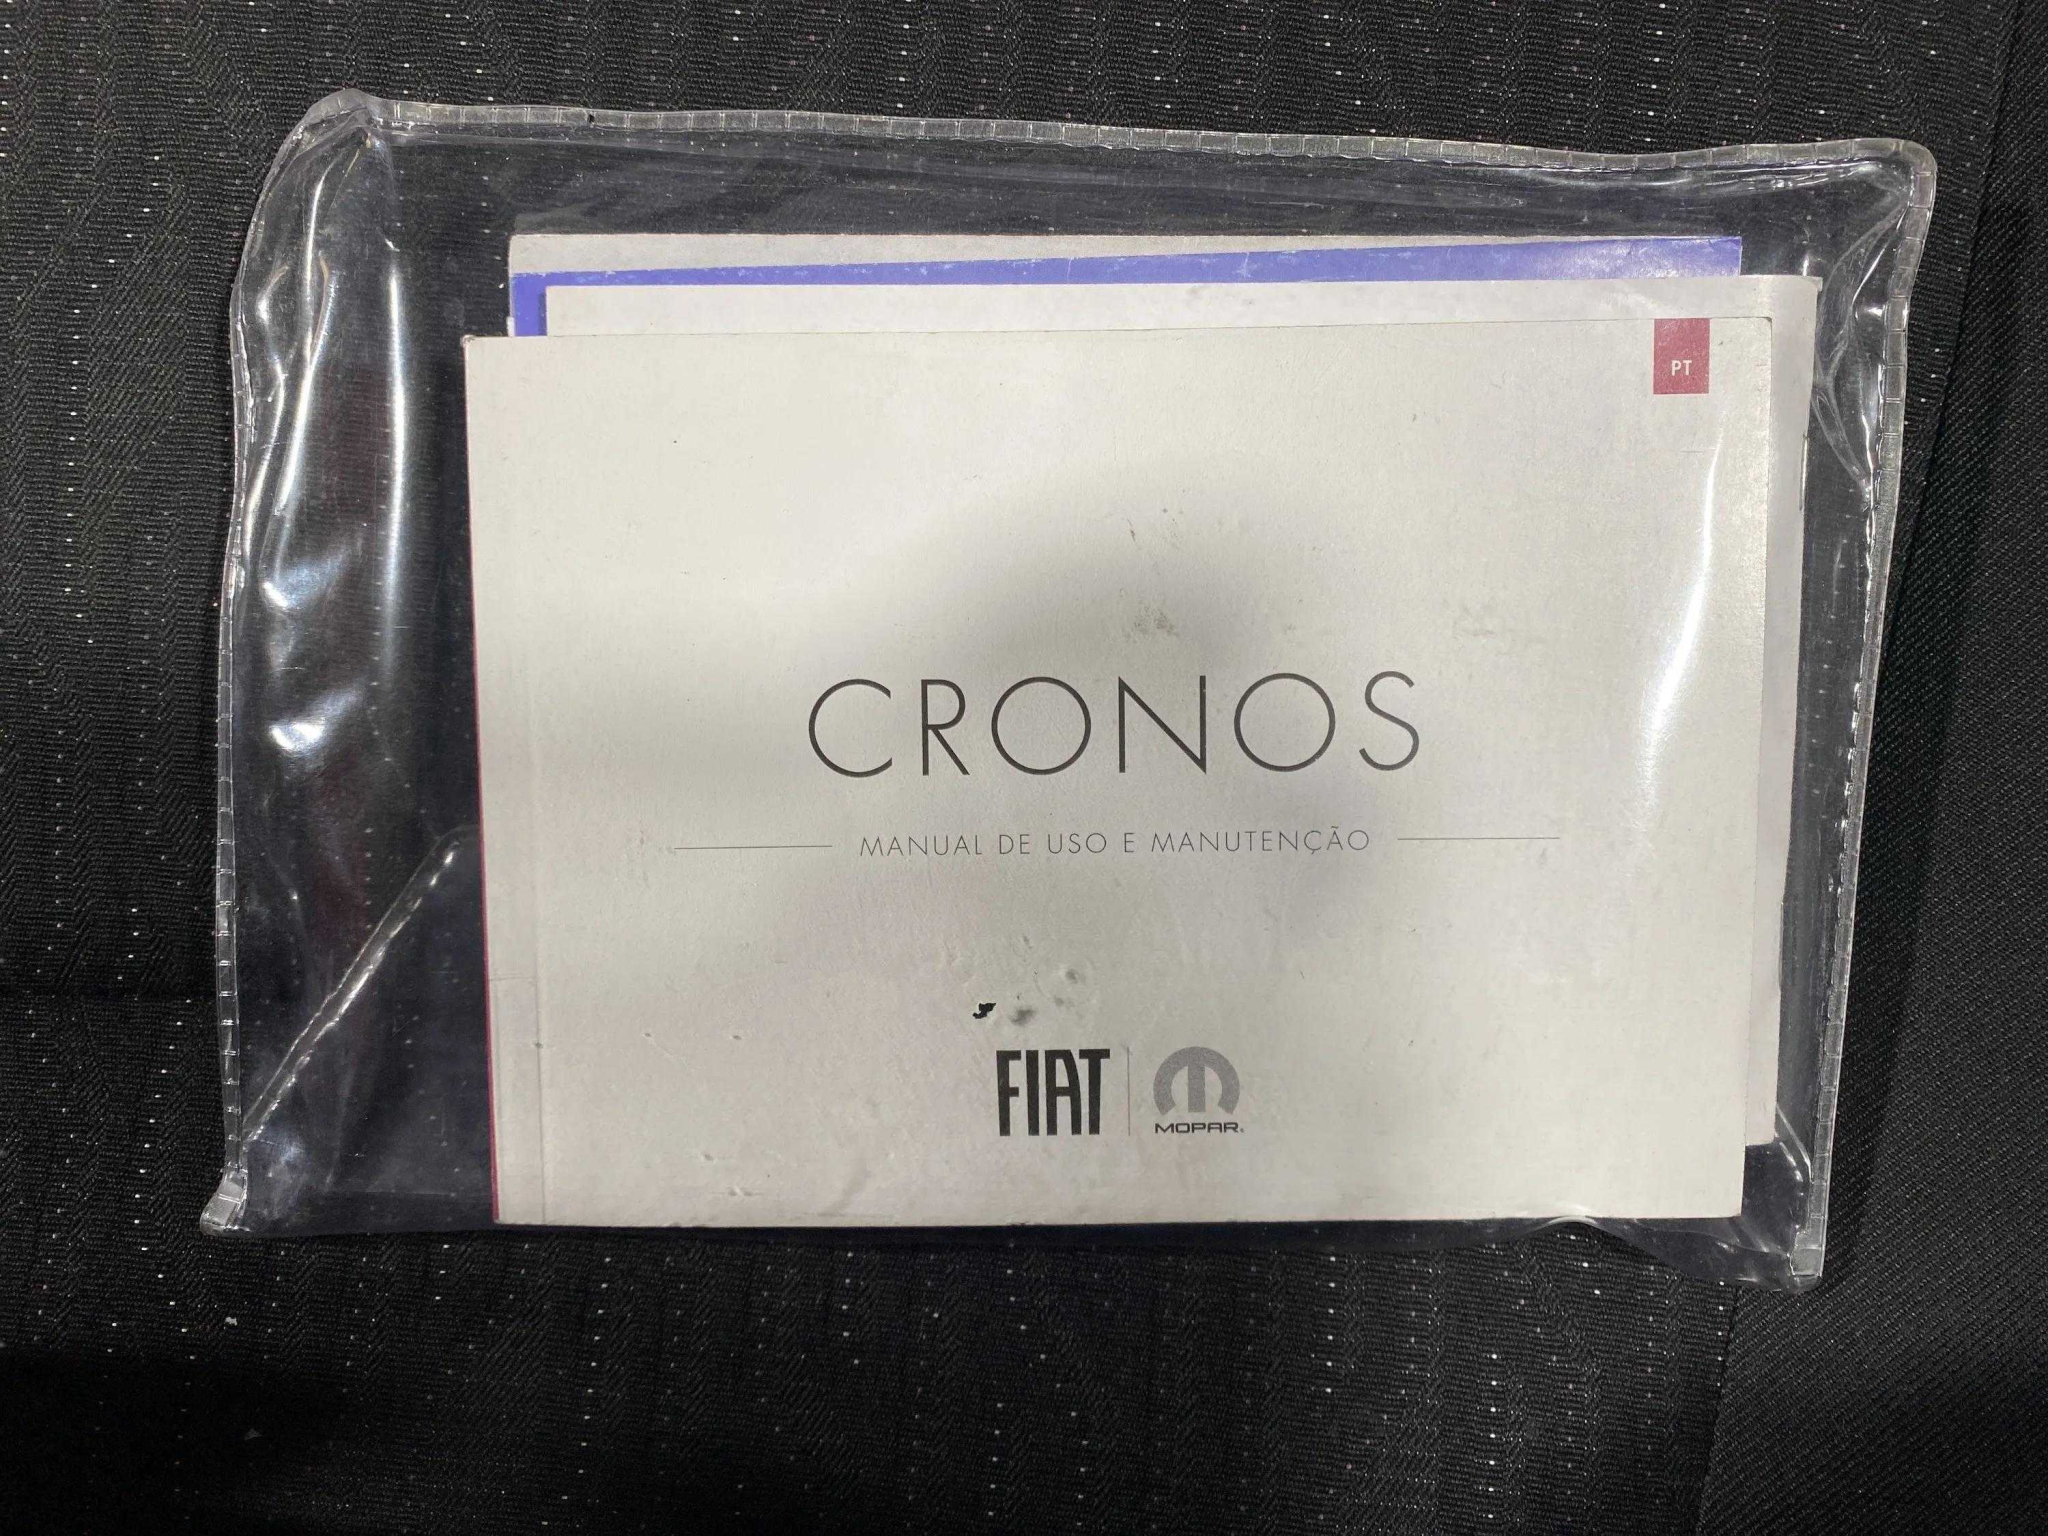 PT
CRONOS
MANUAL DE USO E MANUTENÇÃO
FIAT
MOPAR